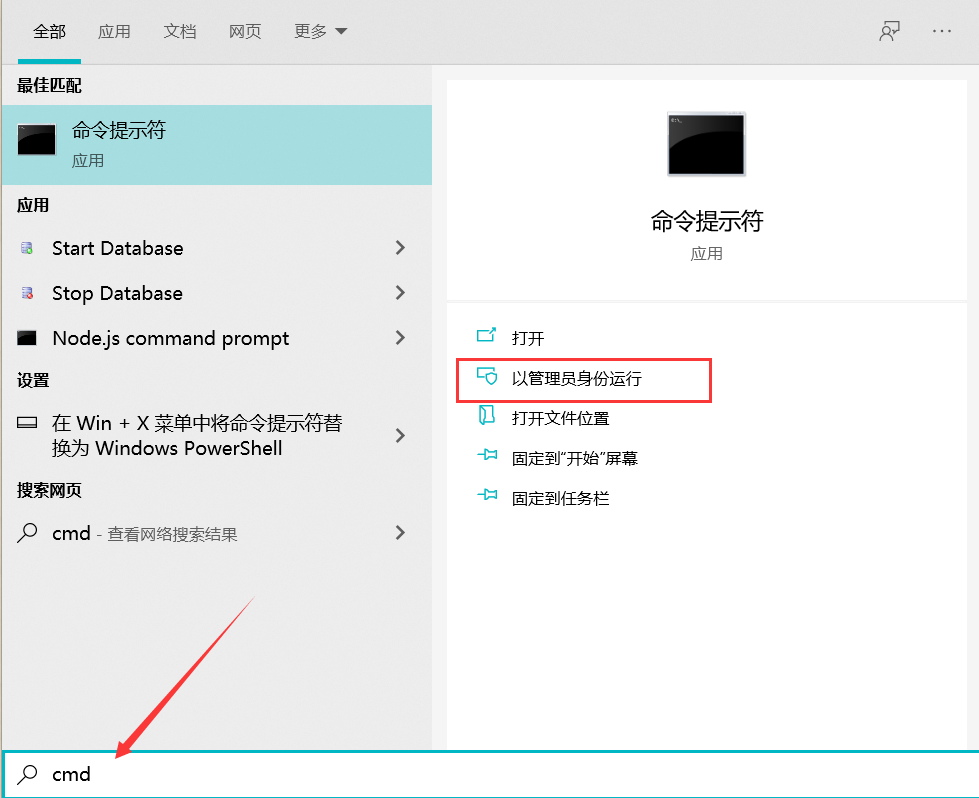 全部 应用 文档 网页 更多
最佳匹配
命令提示符
应用
应用
Start Database
Stop Database
Node.js command prompt
设置
在 Win + X 菜单中将命令提示符替
换为 Windows PowerShell
搜索网页
cmd - 查看网络搜索结果
命令提示符
应用
打开
以管理员身份运行
打开文件位置
固定到“开始”屏幕
固定到任务栏
cmd